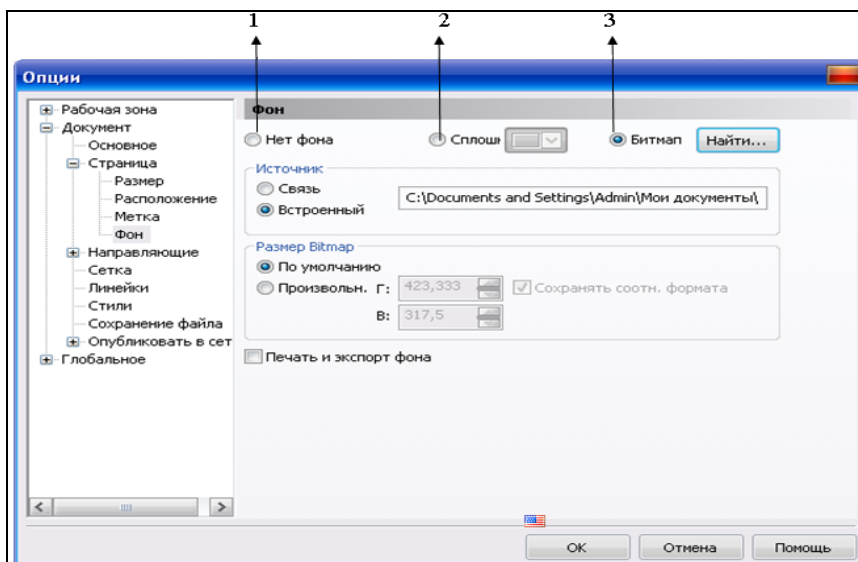 1 2 3
Опции
Рабочая зона
Документ
Основное
Страница
Размер
Расположение
Метка
Фон
Направляющие
Сетка
Линейки
Стили
Сохранение файла
Опубликовать в сет
Глобальное
Фон
Нет фона Сплошн Битмап Найти...
Источник
Связь
Встроенный
C:\Documents and Settings\Admin\Мои документы\
Размер Bitmap
По умолчанию
Произвольн. Г: 423,333 Сохранять соотн. формата
В: 317,5
Печать и экспорт фона
OK Отмена Помощь